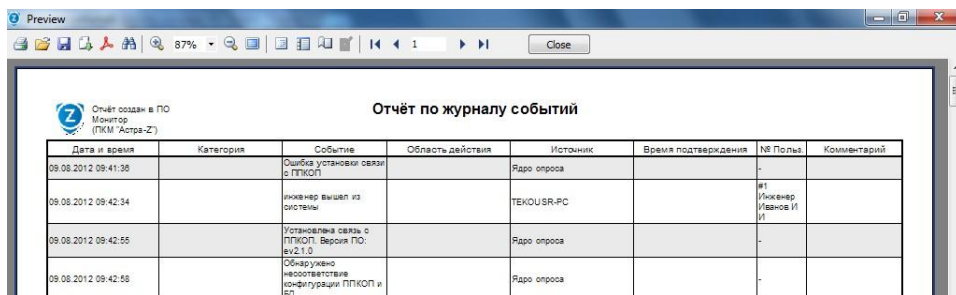 Preview
87%
1
Close
Z
Отчёт создан в ПО
Монитор
(ПКМ "Астра-Z")
Отчёт по журналу событий
Дата и время Категория Событие Область действия Источник Время подтверждения № Польз. Комментарий
09.08.2012 09:41:36 Ошибка установки связи Ядро опроса -
с ППКОП
09.08.2012 09:42:34 инженер вышел из TEKOUSR-PC #1
системы Инженер
Иванов И
И
09.08.2012 09:42:55 Установлена связь с Ядро опроса -
ППКОП. Версия ПО:
ev2.1.0
09.08.2012 09:42:58 Обнаружено Ядро опроса -
несоответствие
конфигурации ППКОП и
БД